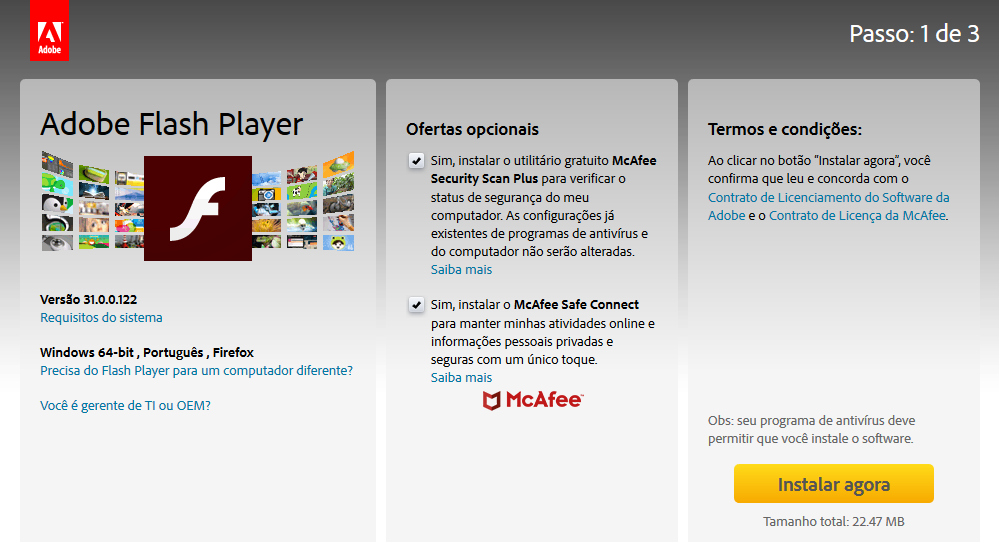 Adobe
Passo: 1 de 3
Adobe Flash Player
Versão 31.0.0.122
Requisitos do sistema
Windows 64-bit , Português , Firefox
Precisa do Flash Player para um computador diferente?
Você é gerente de TI ou OEM?
Ofertas opcionais
Sim, instalar o utilitário gratuito McAfee
Security Scan Plus para verificar o
status de segurança do meu
computador. As configurações já
existentes de programas de antivírus e
do computador não serão alteradas.
Saiba mais
Sim, instalar o McAfee Safe Connect
para manter minhas atividades online e
informações pessoais privadas e
seguras com um único toque.
Saiba mais
McAfee™
Termos e condições:
Ao clicar no botão “Instalar agora”, você
confirma que leu e concorda com o
Contrato de Licenciamento do Software da
Adobe e o Contrato de Licença da McAfee.
Obs: seu programa de antivírus deve
permitir que você instale o software.
Instalar agora
Tamanho total: 22.47 MB